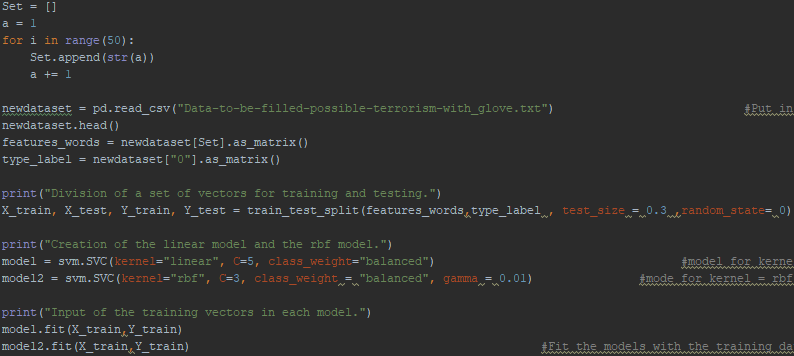 Set = []
a = 1
for i in range(50):
    Set.append(str(a))
    a += 1
newdataset = pd.read_csv("Data-to-be-filled-possible-terrorism-with_glove.txt") #Put in
newdataset.head()
features_words = newdataset[Set].as_matrix()
type_label = newdataset["0"].as_matrix()
print("Division of a set of vectors for training and testing.")
X_train, X_test, Y_train, Y_test = train_test_split(features_words,type_label , test_size = 0.3 ,random_state= 0)
print("Creation of the linear model and the rbf model.")
model = svm.SVC(kernel="linear", C=5, class_weight="balanced") #model for kerne
model2 = svm.SVC(kernel="rbf", C=3, class_weight = "balanced", gamma = 0.01) #mode for kernel = rbf
print("Input of the training vectors in each model.")
model.fit(X_train,Y_train)
model2.fit(X_train,Y_train) #Fit the models with the training da